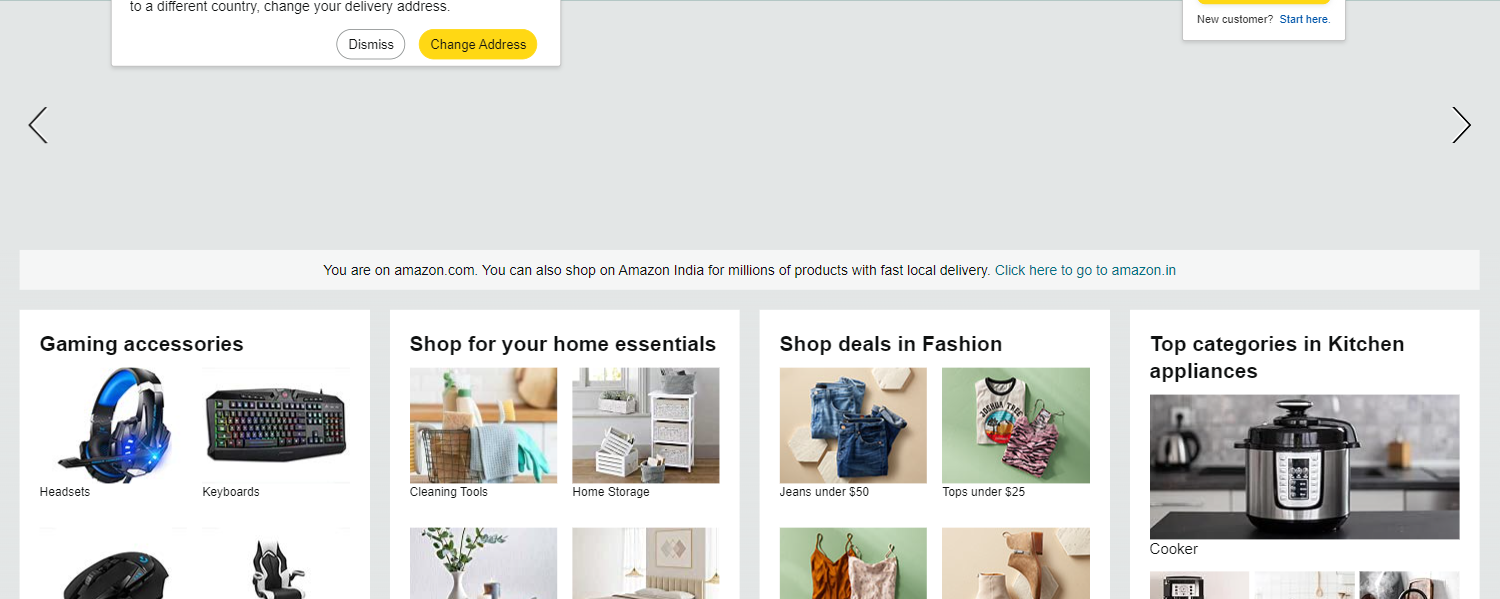 to a different country, change your delivery address.
Dismiss
Change Address
New customer? Start here.
You are on amazon.com. You can also shop on Amazon India for millions of products with fast local delivery. Click here to go to amazon.in
Gaming accessories
Headsets
Keyboards
Shop for your home essentials
Cleaning Tools
Home Storage
Shop deals in Fashion
JOSHUA TREE
Jeans under $50
Tops under $25
Top categories in Kitchen
appliances
Cooker